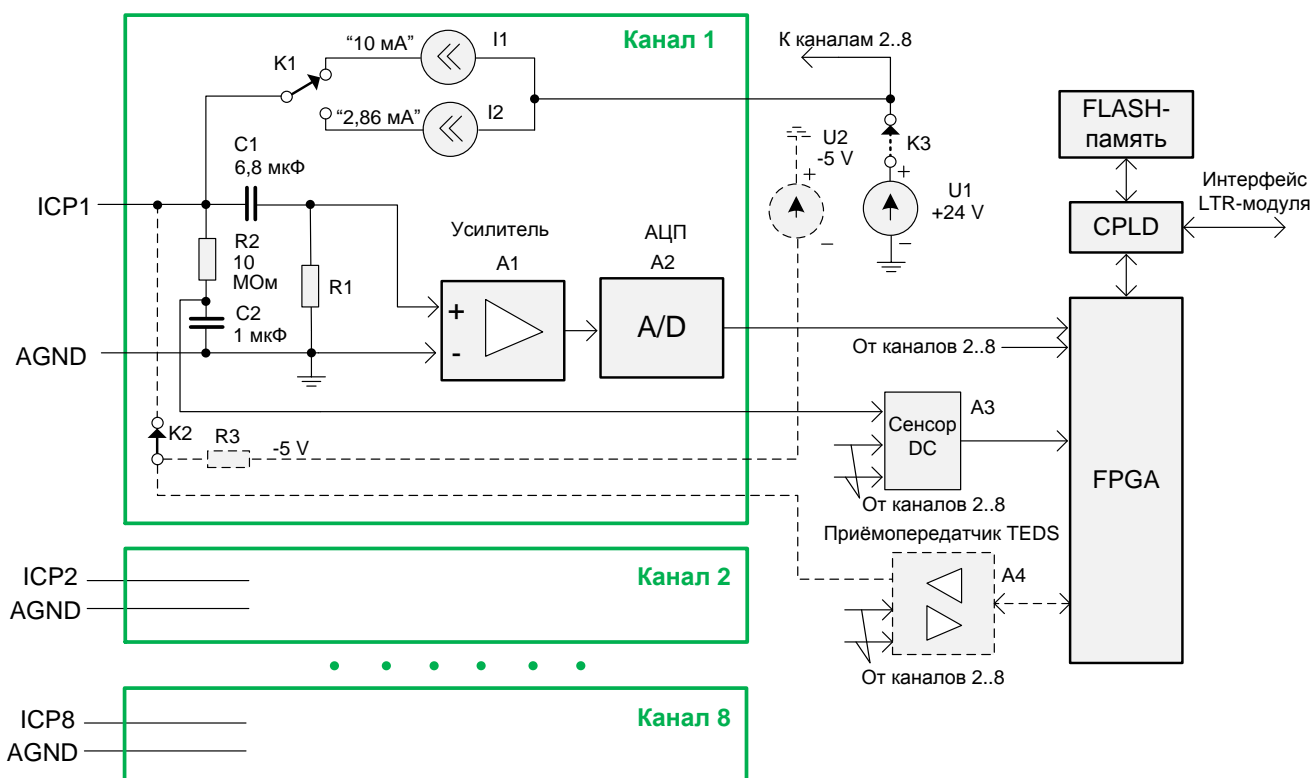 Канал 1
“10 мА”
I1
К каналам 2..8
K1
“2,86 мА”
I2
FLASH-
память
U2
-5 V
+
–
K3
C1
6,8 мкФ
+
U1
+24 V
–
Интерфейс
LTR-модуля
ICP1
CPLD
Усилитель
A1
АЦП
A2
R2
10
МОм
R1
+
-
A/D
C2
1 мкФ
AGND
От каналов 2..8
A3
Сенсор
DC
K2
R3
-5 V
FPGA
От каналов 2..8
Приёмопередатчик TEDS
A4
ICP2
AGND
Канал 2
От каналов 2..8
ICP8
AGND
Канал 8